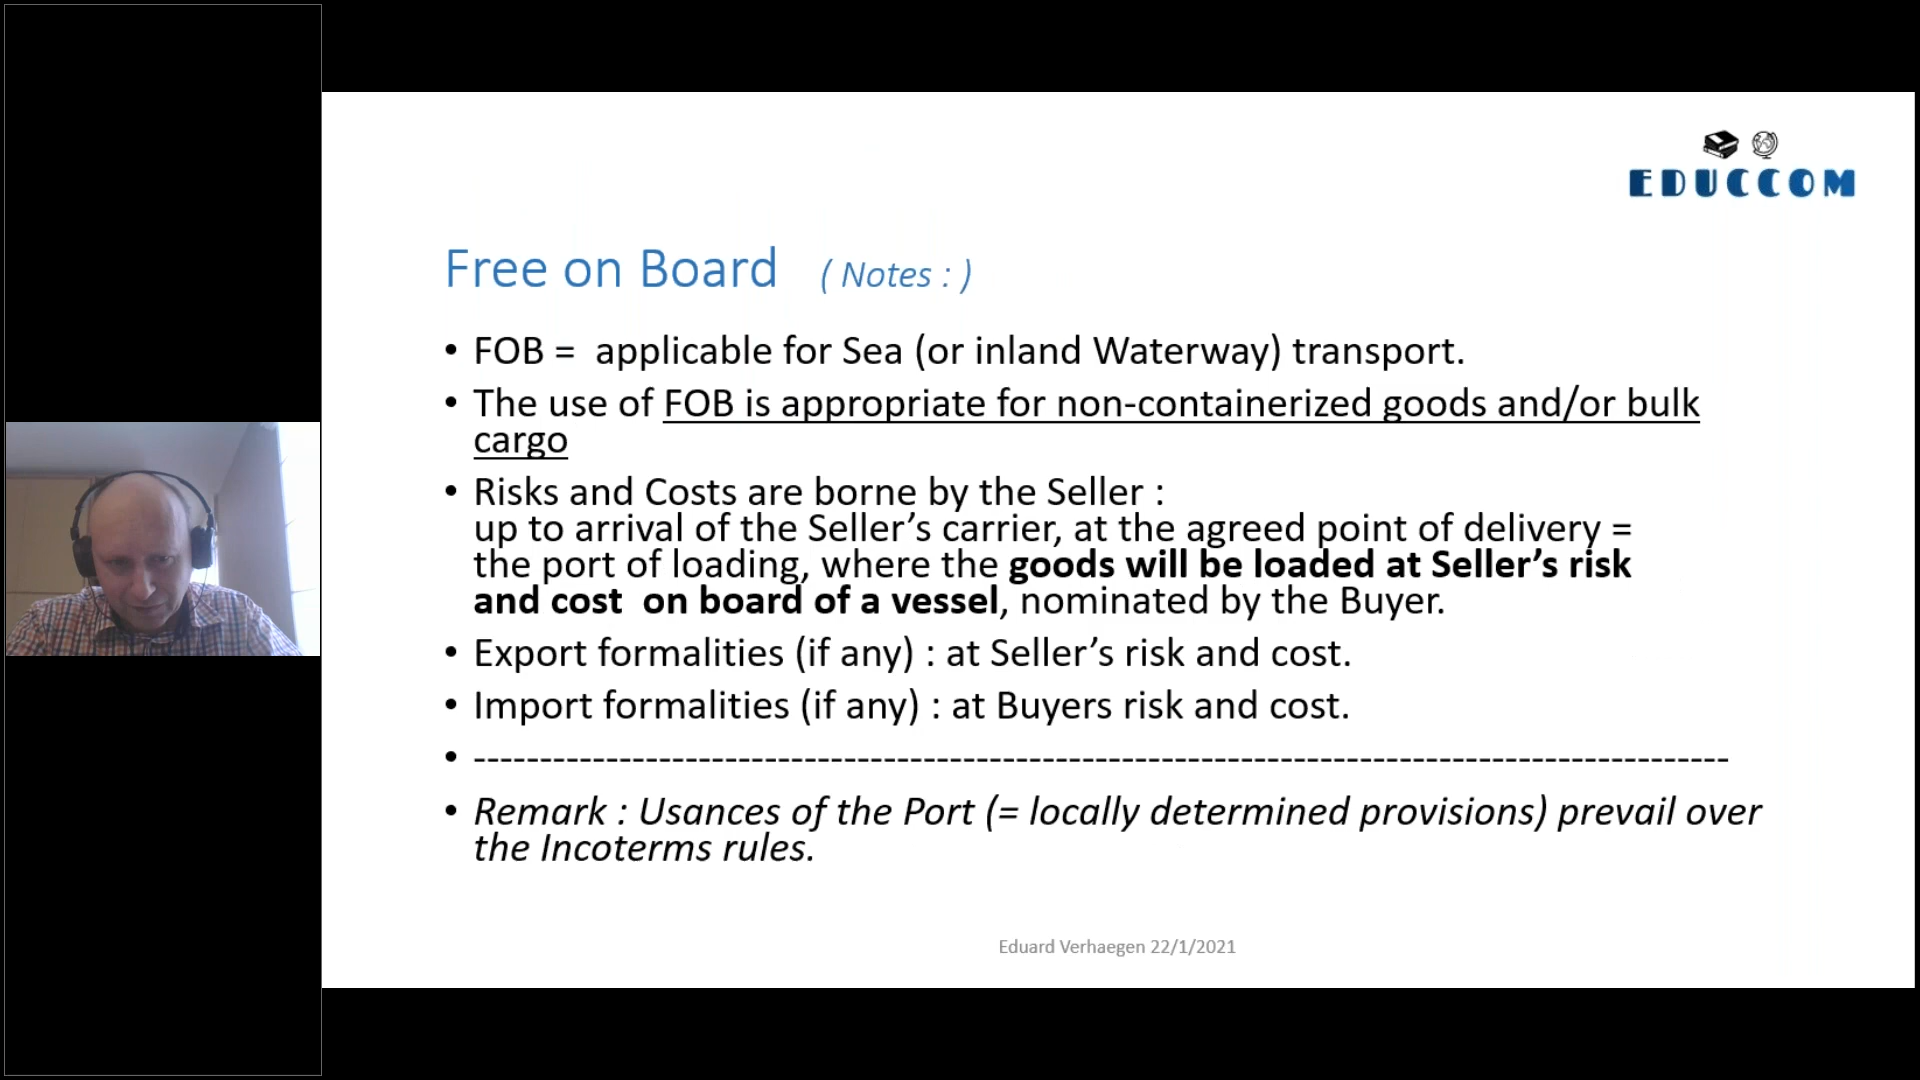 EDUCCOM
Free on Board ( Notes : )
• FOB = applicable for Sea (or inland Waterway) transport.
• The use of FOB is appropriate for non-containerized goods and/or bulk
cargo
• Risks and Costs are borne by the Seller :
up to arrival of the Seller’s carrier, at the agreed point of delivery =
the port of loading, where the goods will be loaded at Seller’s risk
and cost on board of a vessel, nominated by the Buyer.
• Export formalities (if any) : at Seller’s risk and cost.
• Import formalities (if any) : at Buyers risk and cost.
• -----------------------------------------------------------------------------------------------
• Remark : Usances of the Port (= locally determined provisions) prevail over
the Incoterms rules.
Eduard Verhaegen 22/1/2021